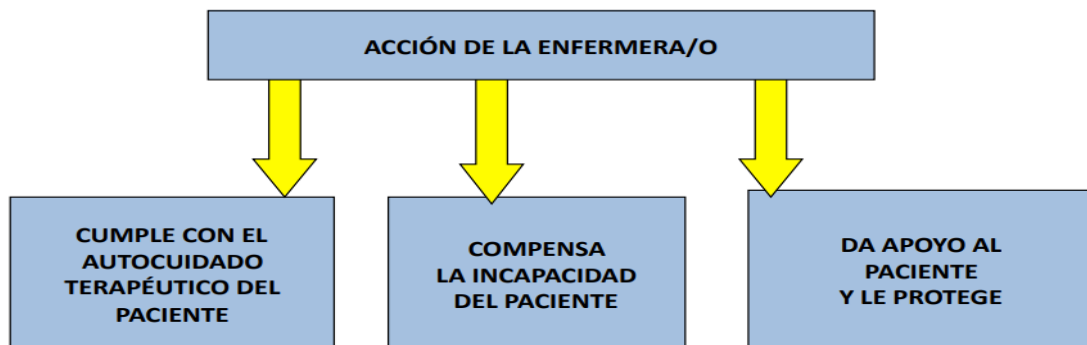 ACCIÓN DE LA ENFERMERA/O
CUMPLE CON EL
AUTOCUIDADO
TERAPÉUTICO DEL
PACIENTE
COMPENSA
LA INCAPACIDAD
DEL PACIENTE
DA APOYO AL
PACIENTE
Y LE PROTEGE